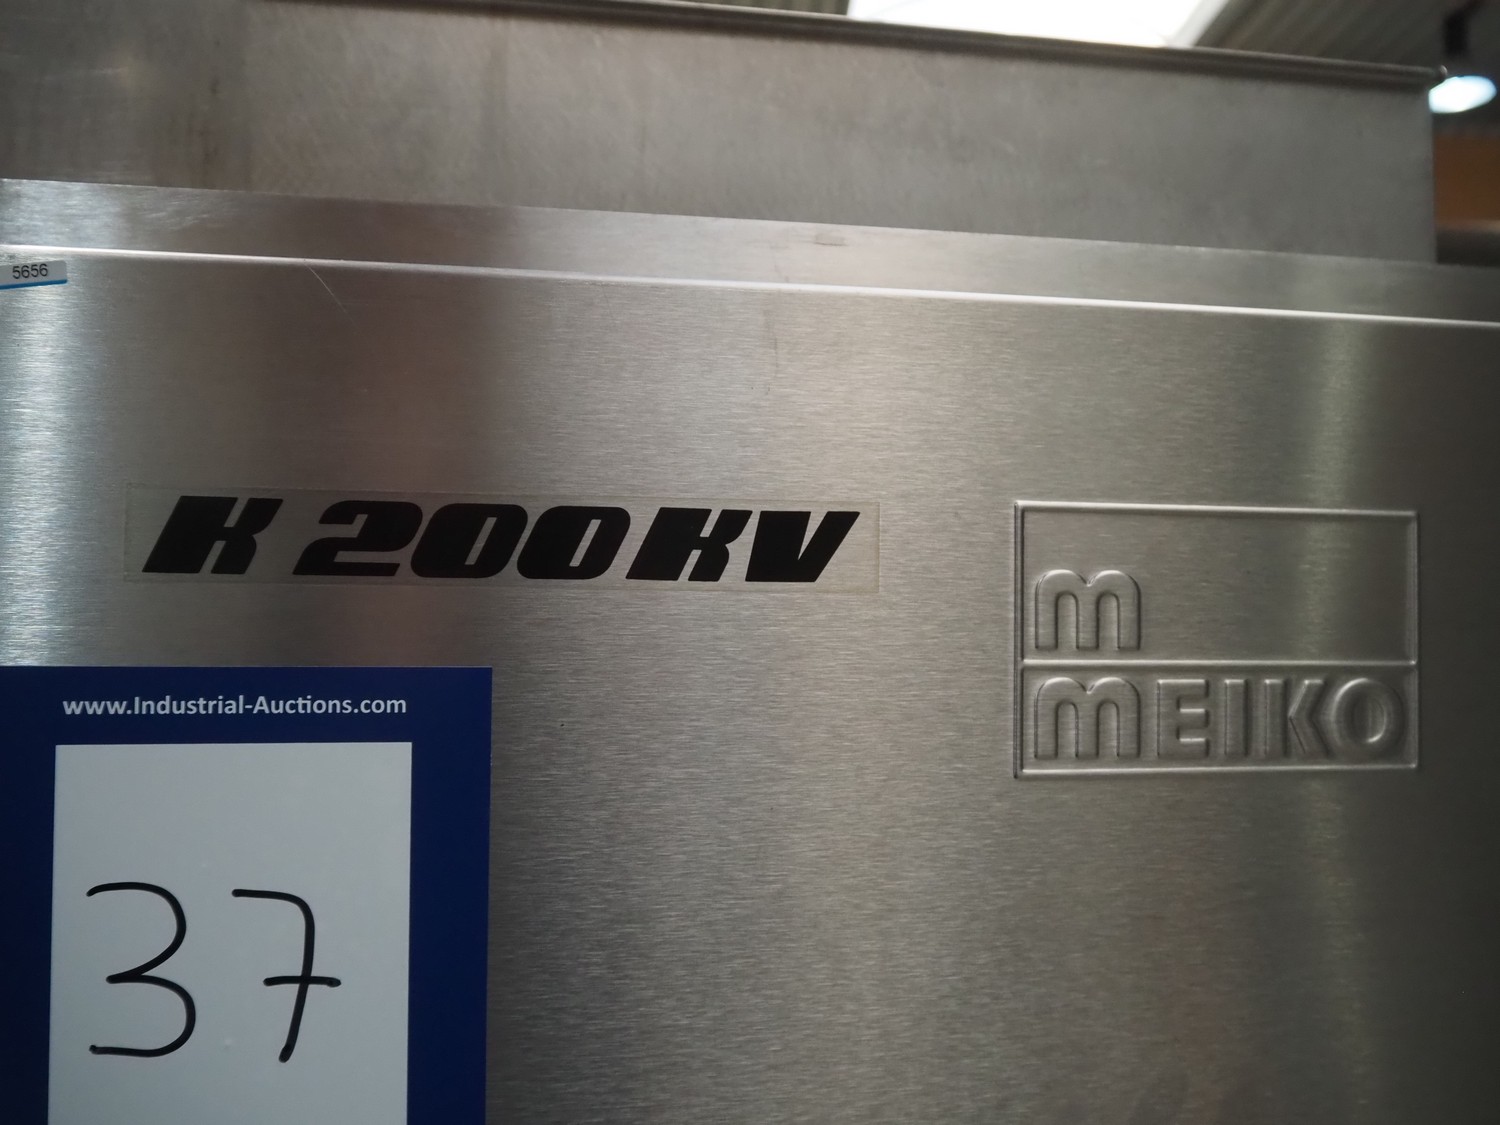 5656
K 200 KV
m
MEIKO
www.Industrial-Auctions.com
37